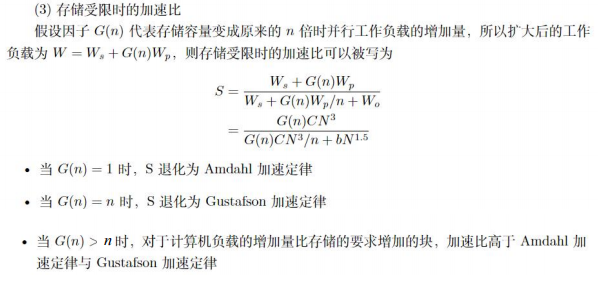 (3) 存储受限时的加速比
假设因子 G(n) 代表存储容量变成原来的 n 倍时并行工作负载的增加量，所以扩大后的工作
负载为 W = W_s + G(n)W_p，则存储受限时的加速比可以被写为
S = \frac{W_s + G(n)W_p}{W_s + G(n)W_p/n + W_o}
= \frac{G(n)CN^3}{G(n)CN^3/n + bN^{1.5}}
• 当 G(n) = 1 时，S 退化为 Amdahl 加速定律
• 当 G(n) = n 时，S 退化为 Gustafson 加速定律
• 当 G(n) > n 时，对于计算机负载的增加量比存储的要求增加的块，加速比高于 Amdahl 加
速定律与 Gustafson 加速定律